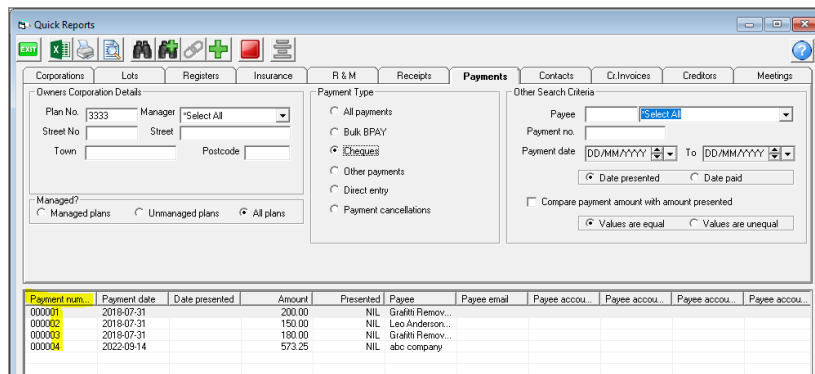 Quick Reports
EXIT
Corporations Lots Registers Insurance R & M Receipts Payments Contacts Cr.Invoices Creditors Meetings
Owners Corporation Details
Plan No. 3333 Manager *Select All
Street No Street
Town Postcode
Managed?
Managed plans Unmanaged plans All plans
Payment Type
All payments
Bulk BPAY
Cheques
Other payments
Direct entry
Payment cancellations
Other Search Criteria
Payee *Select All
Payment no.
Payment date DD/MM/YYYY To DD/MM/YYYY
Date presented Date paid
Compare payment amount with amount presented
Values are equal Values are unequal
Payment num... Payment date Date presented Amount Presented Payee Payee email Payee accou... Payee accou... Payee accou... Payee accou...
000001 2018-07-31 200.00 NIL Grafitti Remov...
000002 2018-07-31 150.00 NIL Leo Anderson...
000003 2018-07-31 180.00 NIL Grafitti Remov...
000004 2022-09-14 573.25 NIL abc company